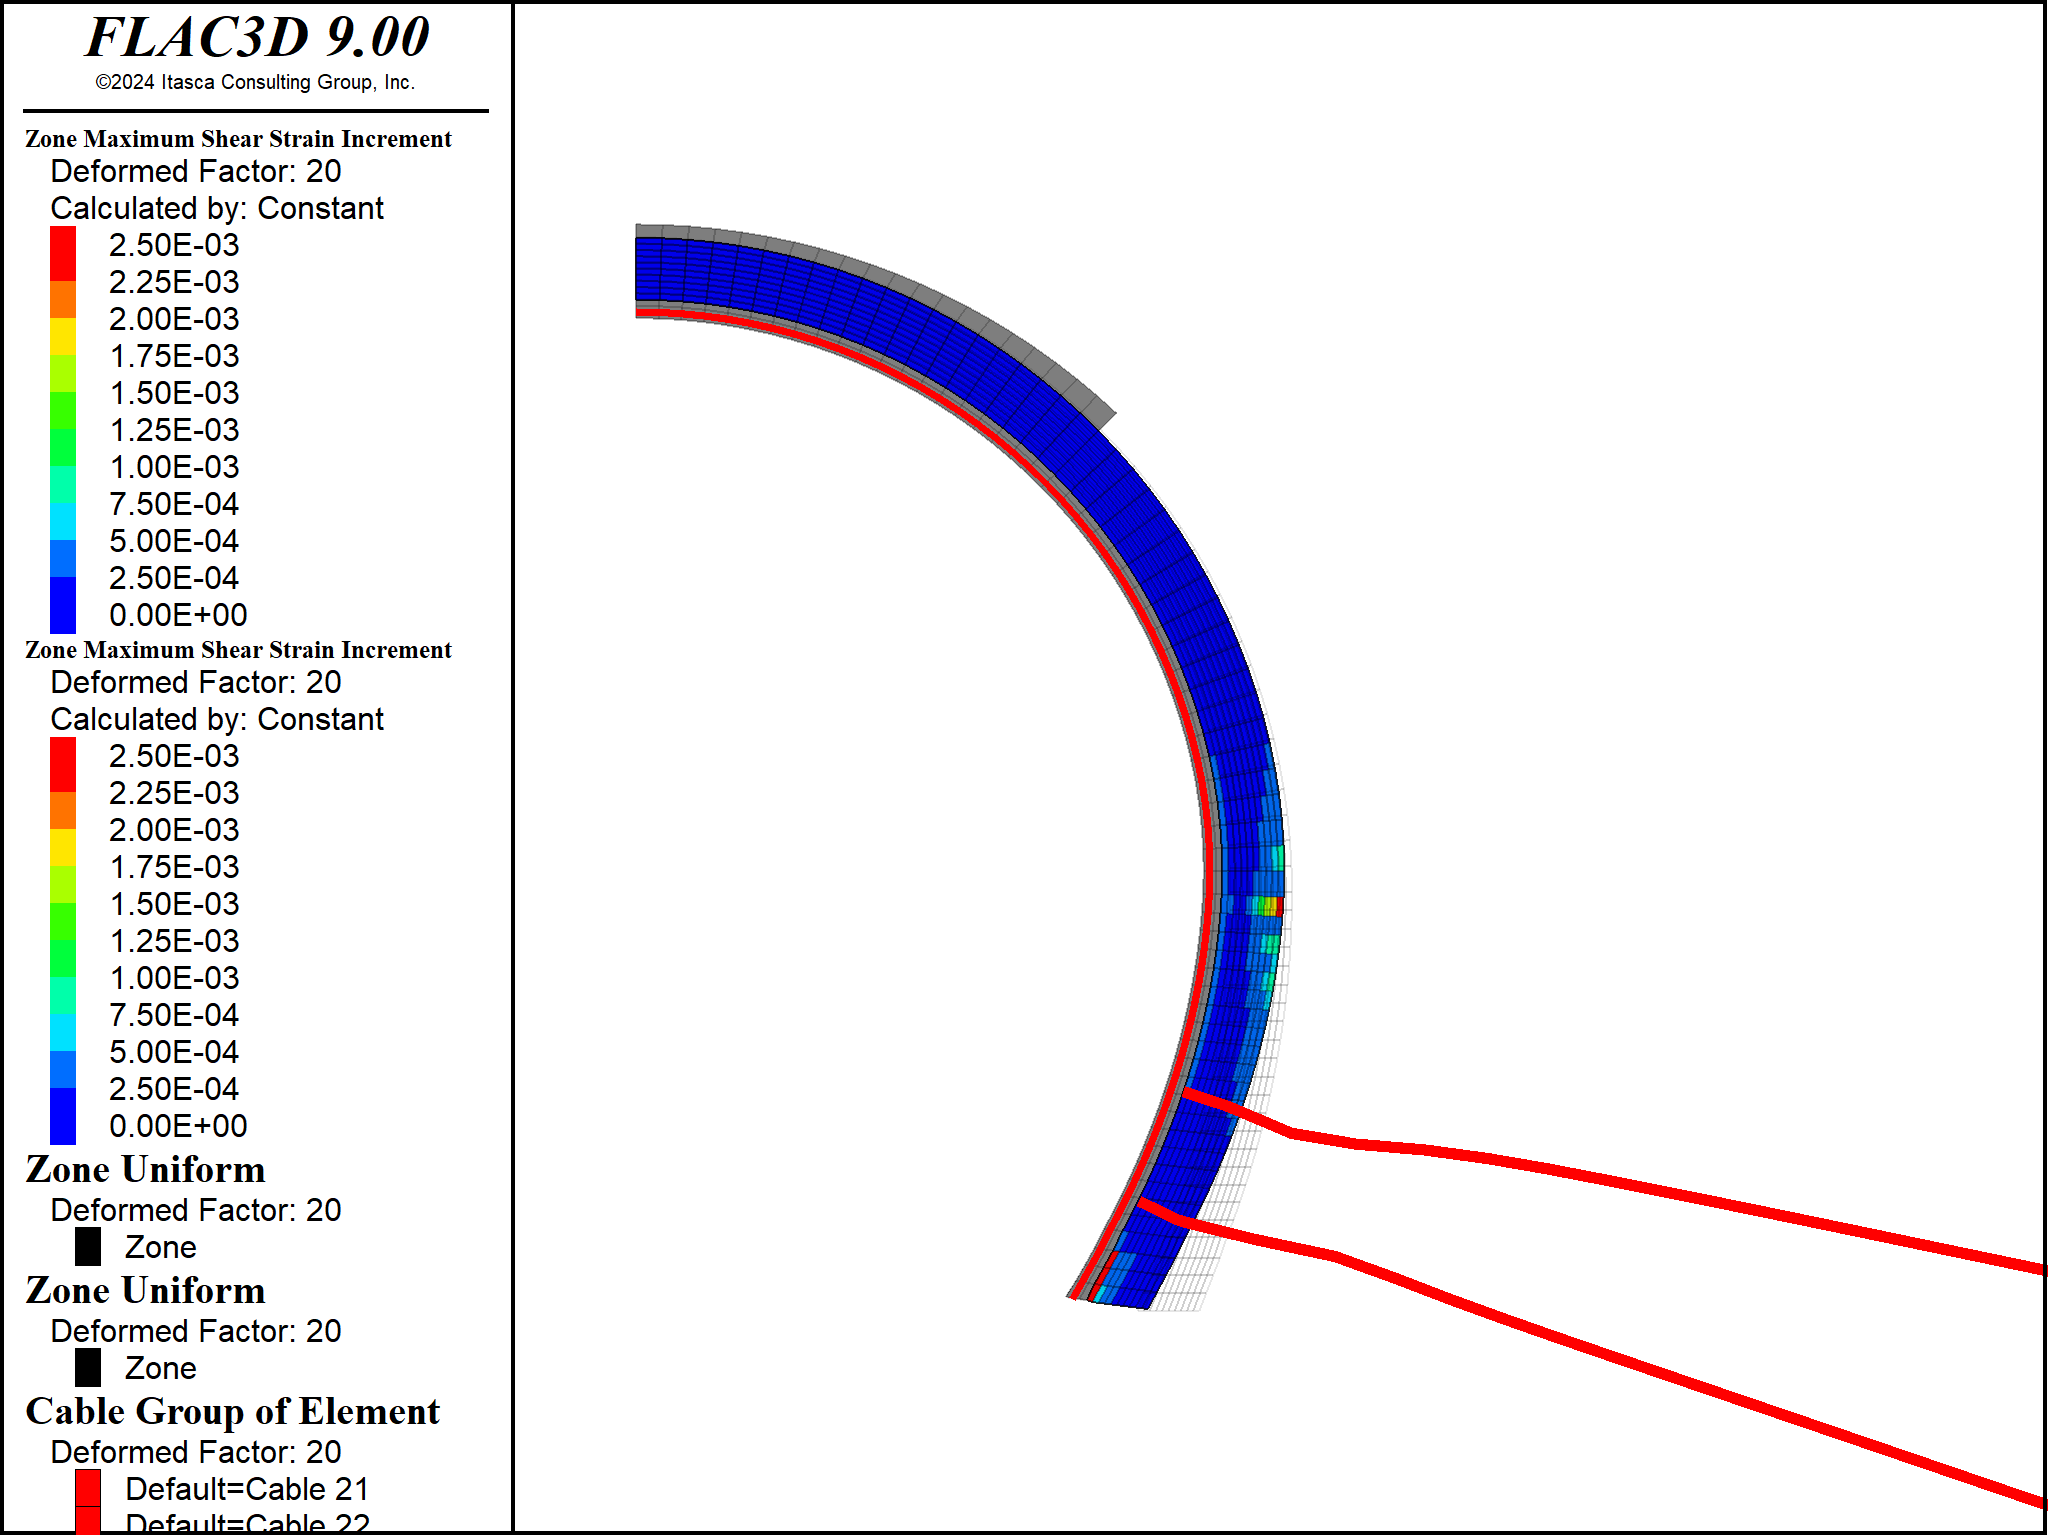 FLAC3D 9.00
©2024 Itasca Consulting Group, Inc.
Zone Maximum Shear Strain Increment
Deformed Factor: 20
Calculated by: Constant
2.50E-03
2.25E-03
2.00E-03
1.75E-03
1.50E-03
1.25E-03
1.00E-03
7.50E-04
5.00E-04
2.50E-04
0.00E+00
Zone Maximum Shear Strain Increment
Deformed Factor: 20
Calculated by: Constant
2.50E-03
2.25E-03
2.00E-03
1.75E-03
1.50E-03
1.25E-03
1.00E-03
7.50E-04
5.00E-04
2.50E-04
0.00E+00
Zone Uniform
Deformed Factor: 20
Zone
Zone Uniform
Deformed Factor: 20
Zone
Cable Group of Element
Deformed Factor: 20
Default=Cable 21
Default=Cable 22